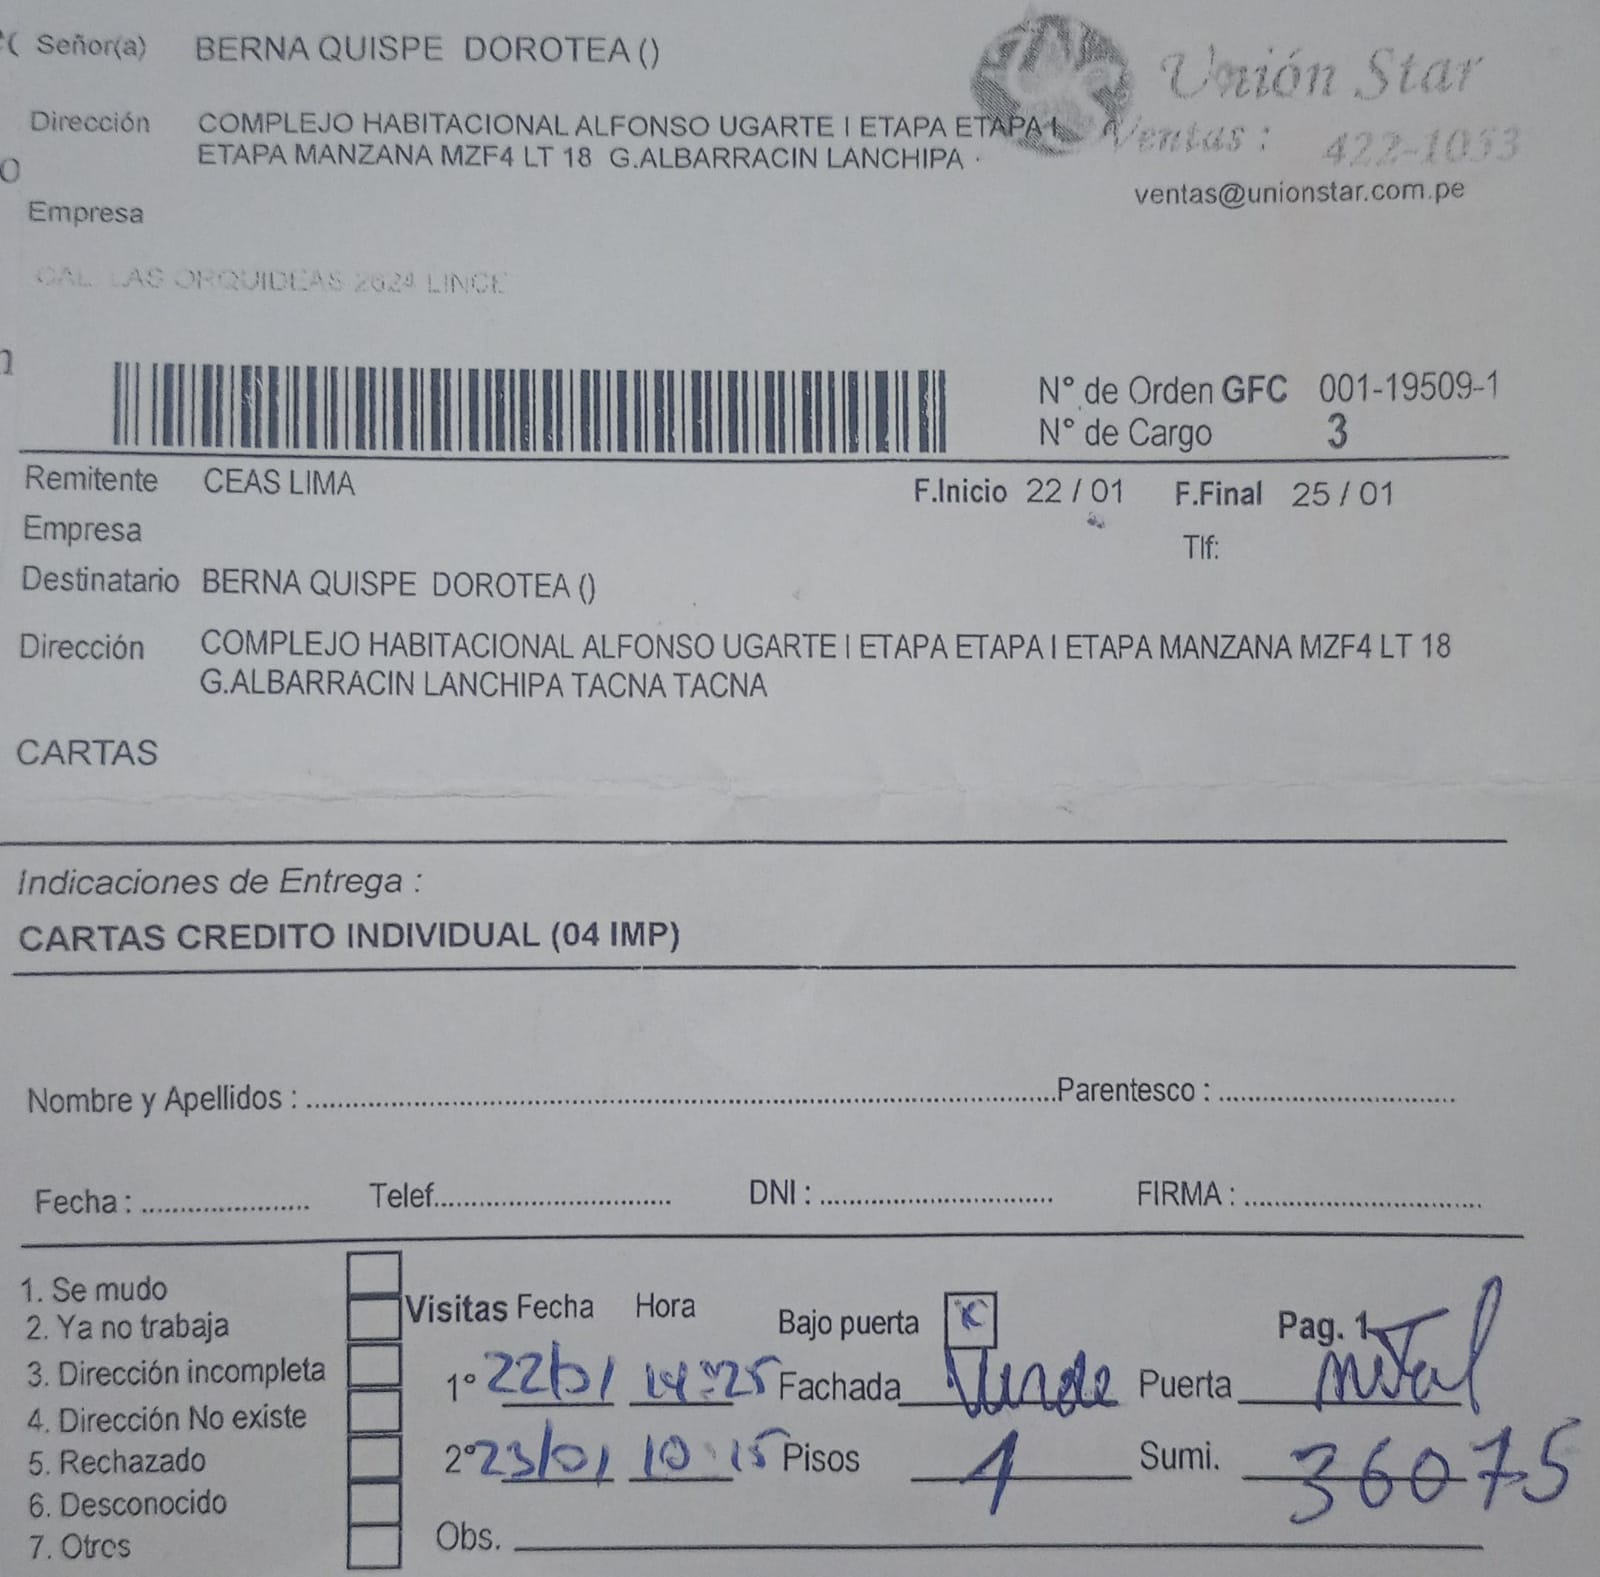 Señor(a) BERNA QUISPE DOROTEA ()
Unión Star
Dirección COMPLEJO HABITACIONAL ALFONSO UGARTE I ETAPA ETAPA I
Ventas : 422-1033
ETAPA MANZANA MZF4 LT 18 G.ALBARRACIN LANCHIPA
ventas@unionstar.com.pe
Empresa
CAL. LAS ORQUIDEAS 2624 LINCE
N° de Orden GFC 001-19509-1
N° de Cargo 3
Remitente CEAS LIMA
F.Inicio 22 / 01 F.Final 25 / 01
Empresa
Tlf:
Destinatario BERNA QUISPE DOROTEA ()
Dirección COMPLEJO HABITACIONAL ALFONSO UGARTE I ETAPA ETAPA I ETAPA MANZANA MZF4 LT 18
G.ALBARRACIN LANCHIPA TACNA TACNA
CARTAS
Indicaciones de Entrega :
CARTAS CREDITO INDIVIDUAL (04 IMP)
Nombre y Apellidos : Parentesco :
Fecha : Telef. DNI : FIRMA :
1. Se mudo
2. Ya no trabaja
3. Dirección incompleta
4. Dirección No existe
5. Rechazado
6. Desconocido
7. Otros
Visitas Fecha Hora Bajo puerta x Pag. 1
1° 22/01 14:25 Fachada Verde Puerta metal
2° 23/01 10:15 Pisos 1 Sumi. 36075
Obs.